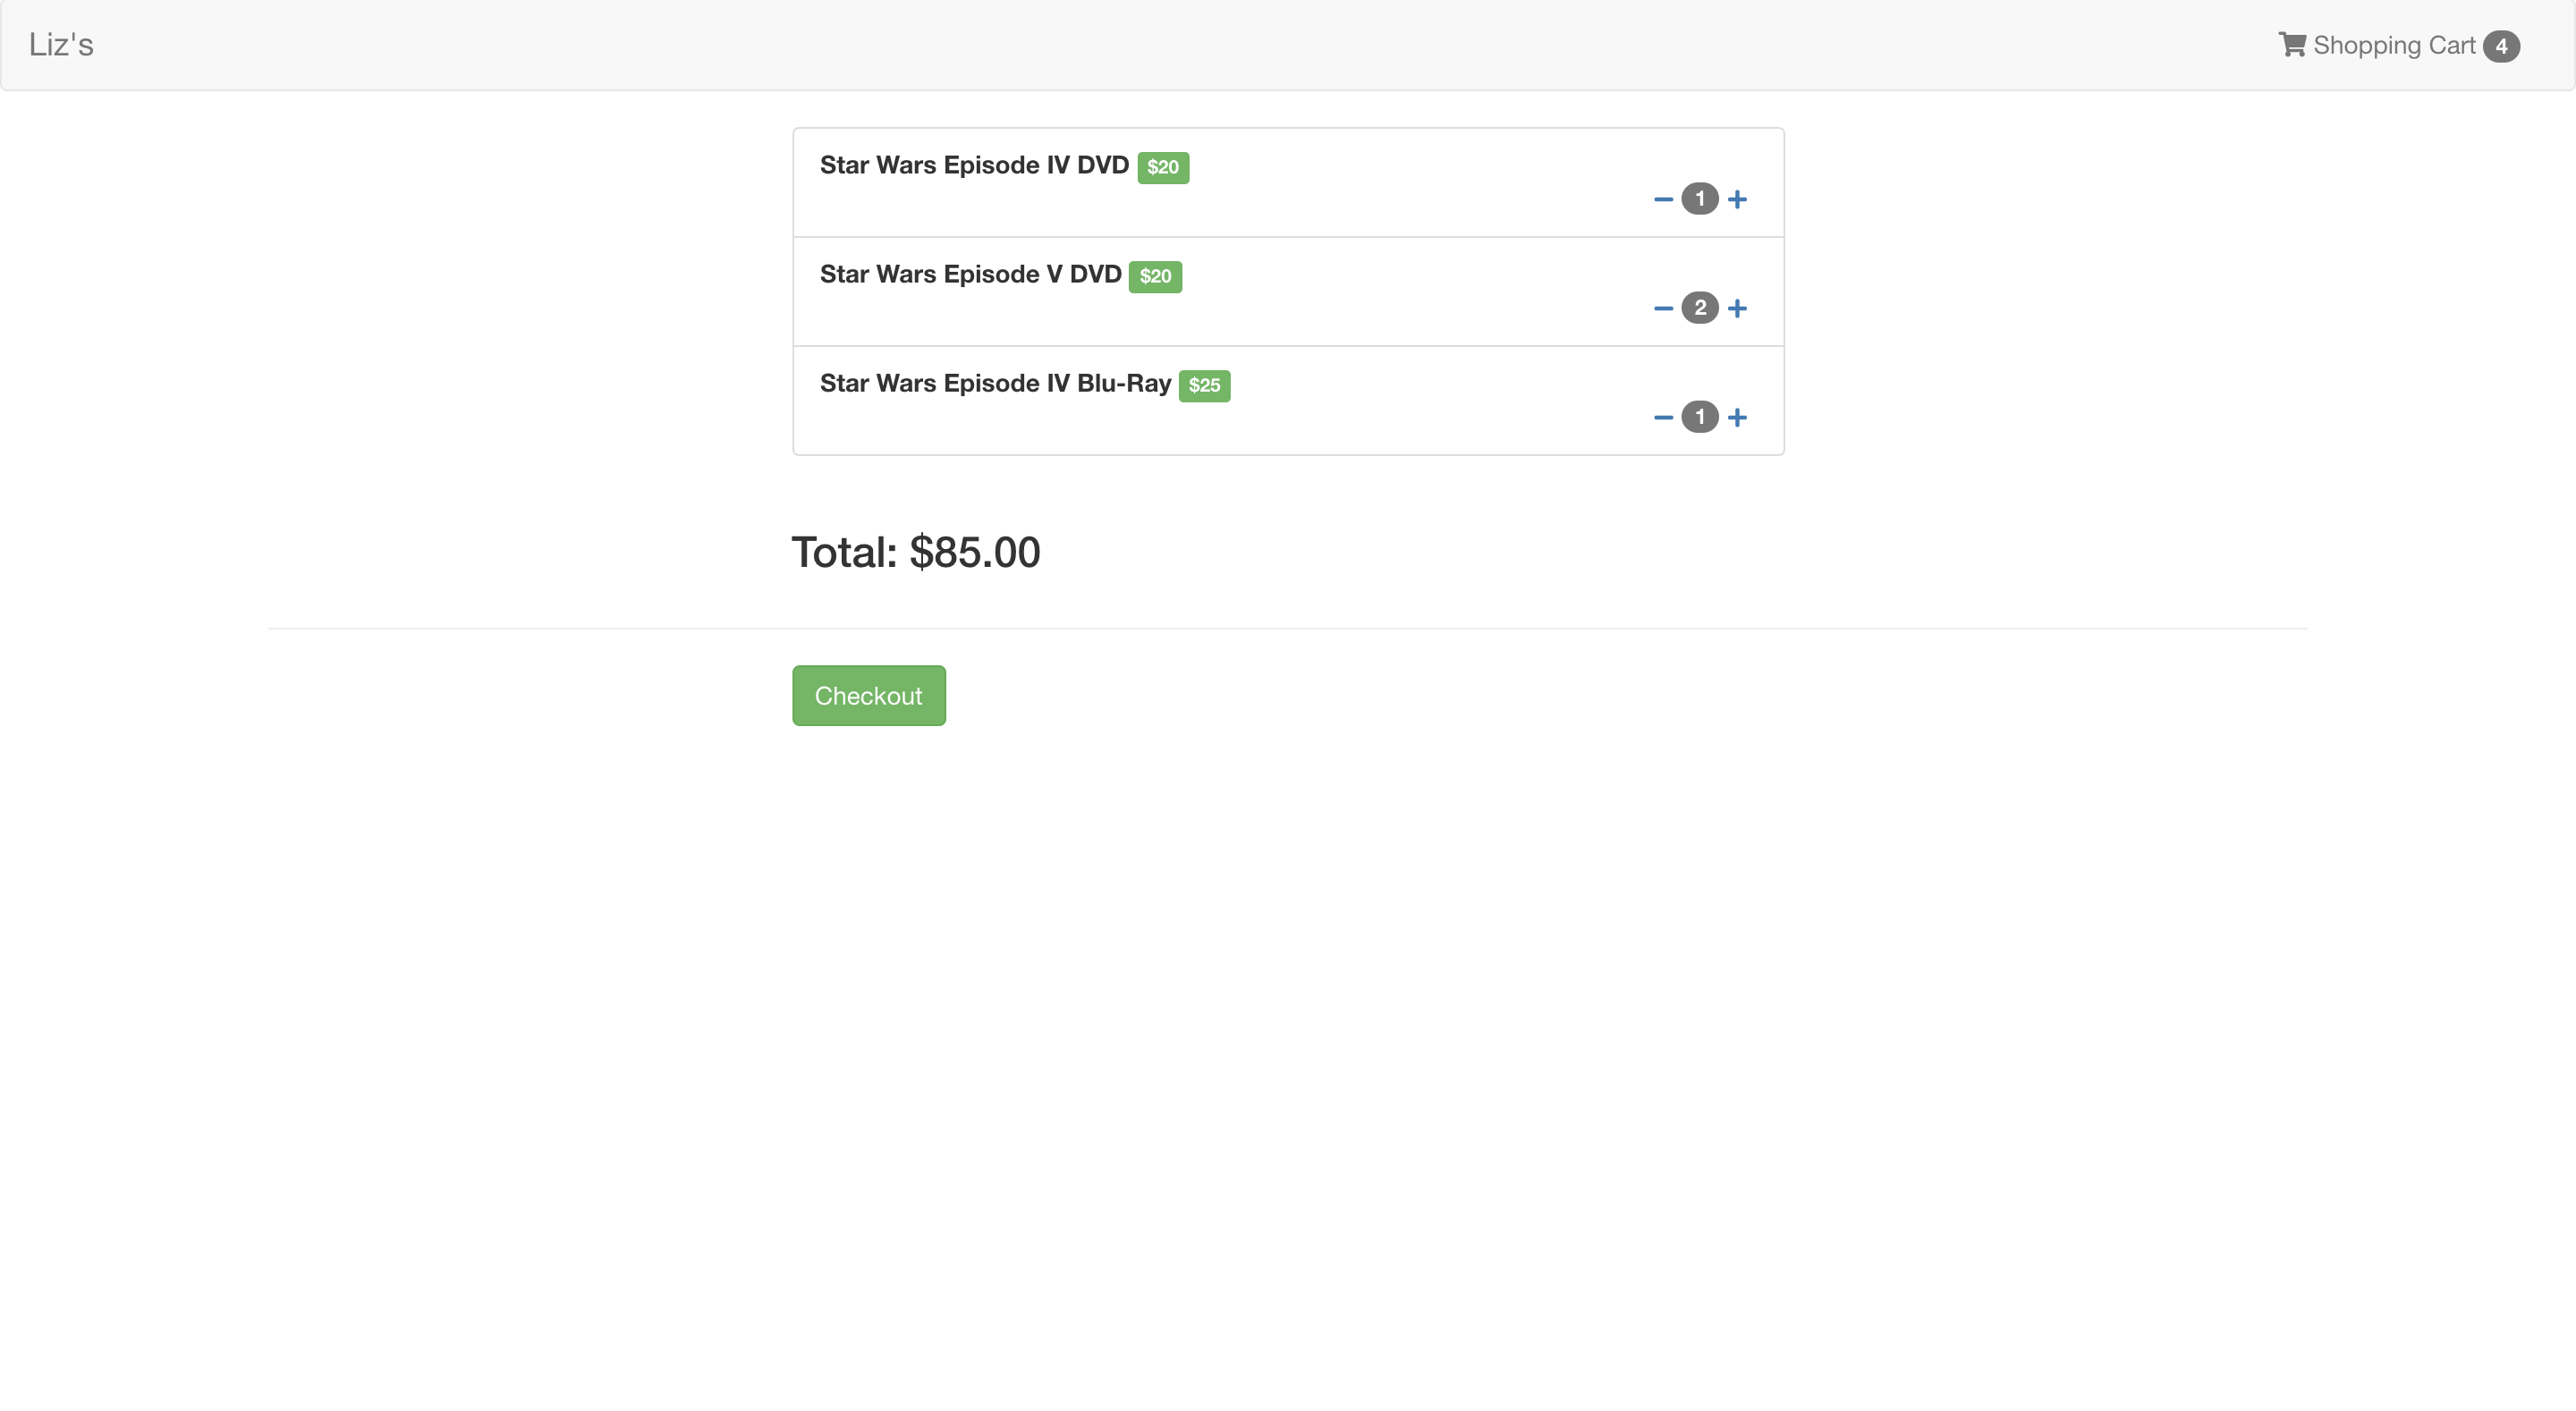 Liz's
Shopping Cart 4
Star Wars Episode IV DVD $20
1
Star Wars Episode V DVD $20
2
Star Wars Episode IV Blu-Ray $25
1
Total: $85.00
Checkout